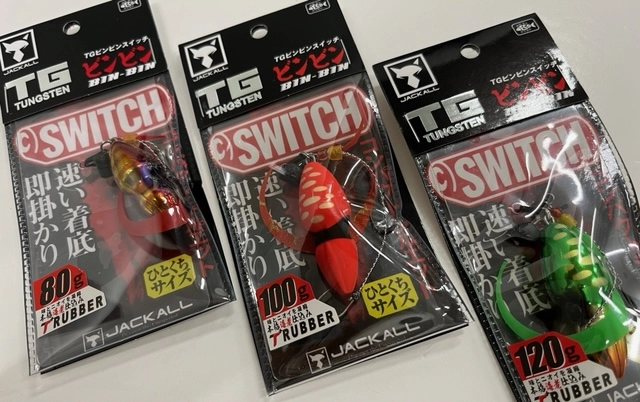 JACKALL
TG
TUNGSTEN
TGビンビンスイッチ
ビンビン
BIN-BIN
SWITCH
速い着底
即掛かり
80g
ひとくち
サイズ
T RUBBER
JACKALL
JACKALL
TG
TUNGSTEN
TGビンビンスイッチ
ビンビン
BIN-BIN
SWITCH
速い着底
即掛かり
100g
ひとくち
サイズ
T RUBBER
JACKALL
JACKALL
TG
TUNGSTEN
TGビンビンスイッチ
ビンビン
SWITCH
速い着底
即掛かり
120g
T RUBBER